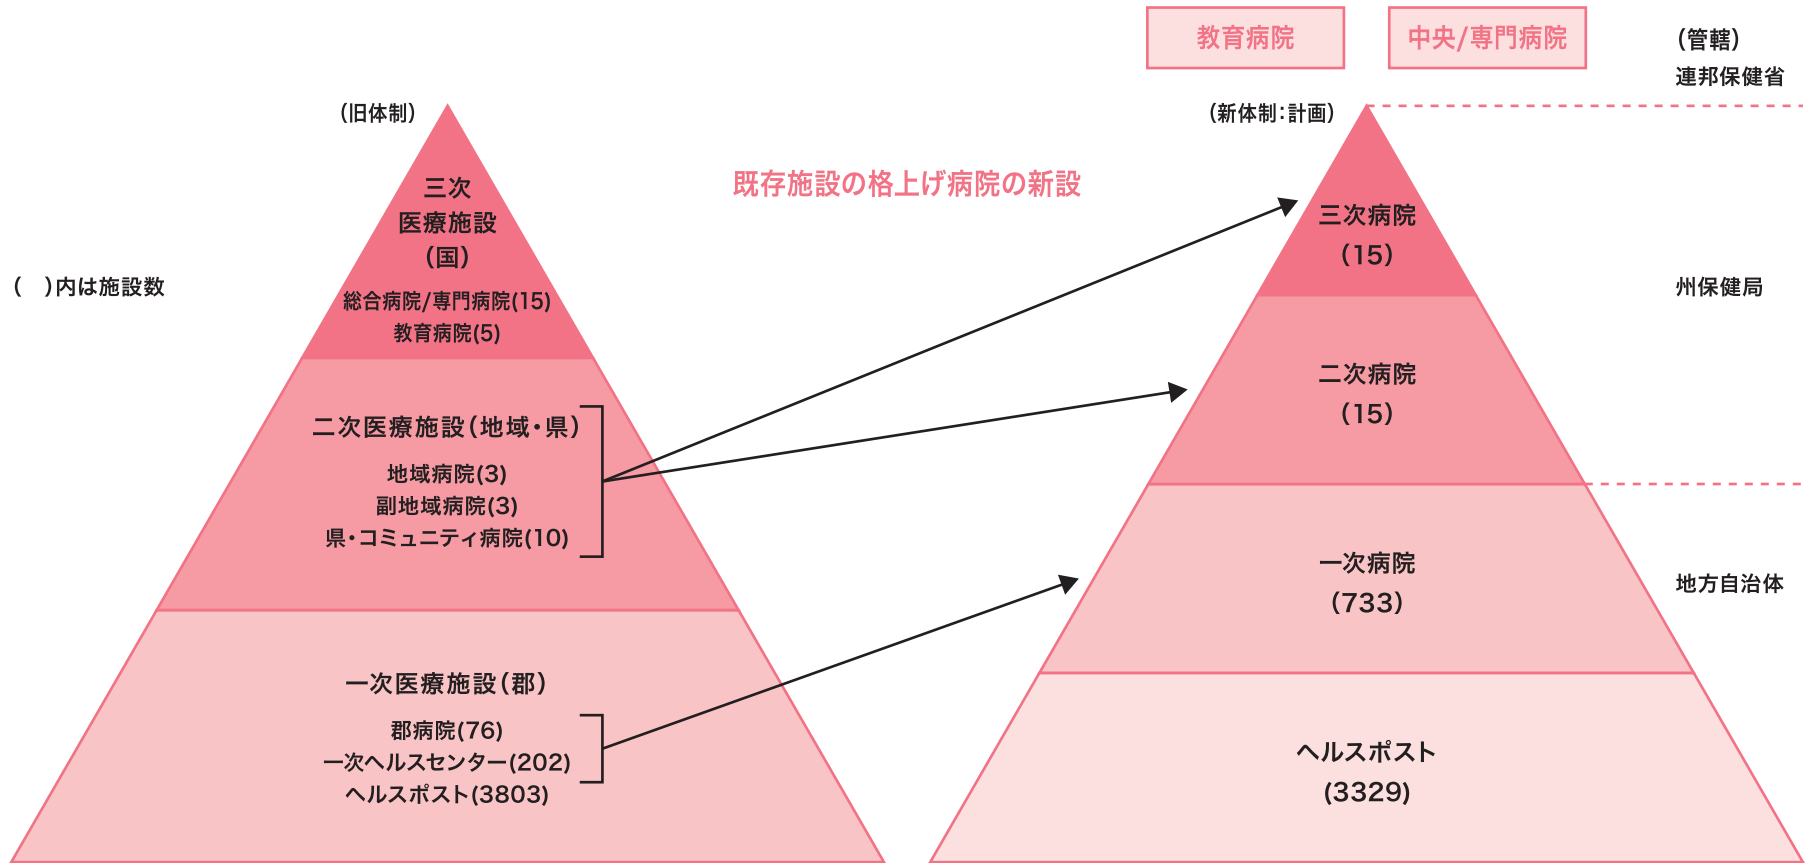 教育病院
中央/専門病院
(管轄)
連邦保健省
(旧体制)
(新体制:計画)
既存施設の格上げ病院の新設
三次
医療施設
(国)
総合病院/専門病院(15)
教育病院(5)
三次病院
(15)
(　)内は施設数
州保健局
二次医療施設(地域・県)
地域病院(3)
副地域病院(3)
県・コミュニティ病院(10)
二次病院
(15)
一次病院
(733)
地方自治体
一次医療施設(郡)
郡病院(76)
一次ヘルスセンター(202)
ヘルスポスト(3803)
ヘルスポスト
(3329)